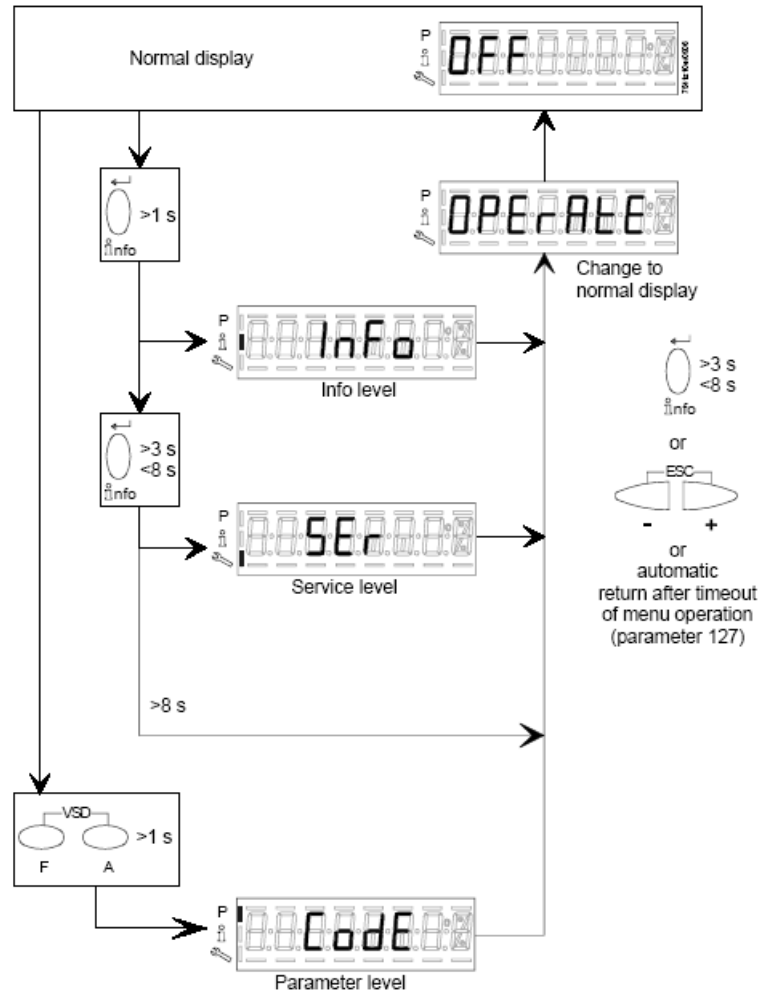 Normal display
P
i
OFF
>1 s
info
P
i
OPErAtE
Change to
normal display
P
i
InFo
Info level
>3 s
<8 s
info
>3 s
<8 s
info
or
ESC
- +
or
automatic
return after timeout
of menu operation
(parameter 127)
P
i
SEr
Service level
>8 s
VSD
>1 s
F A
P
i
CodE
Parameter level